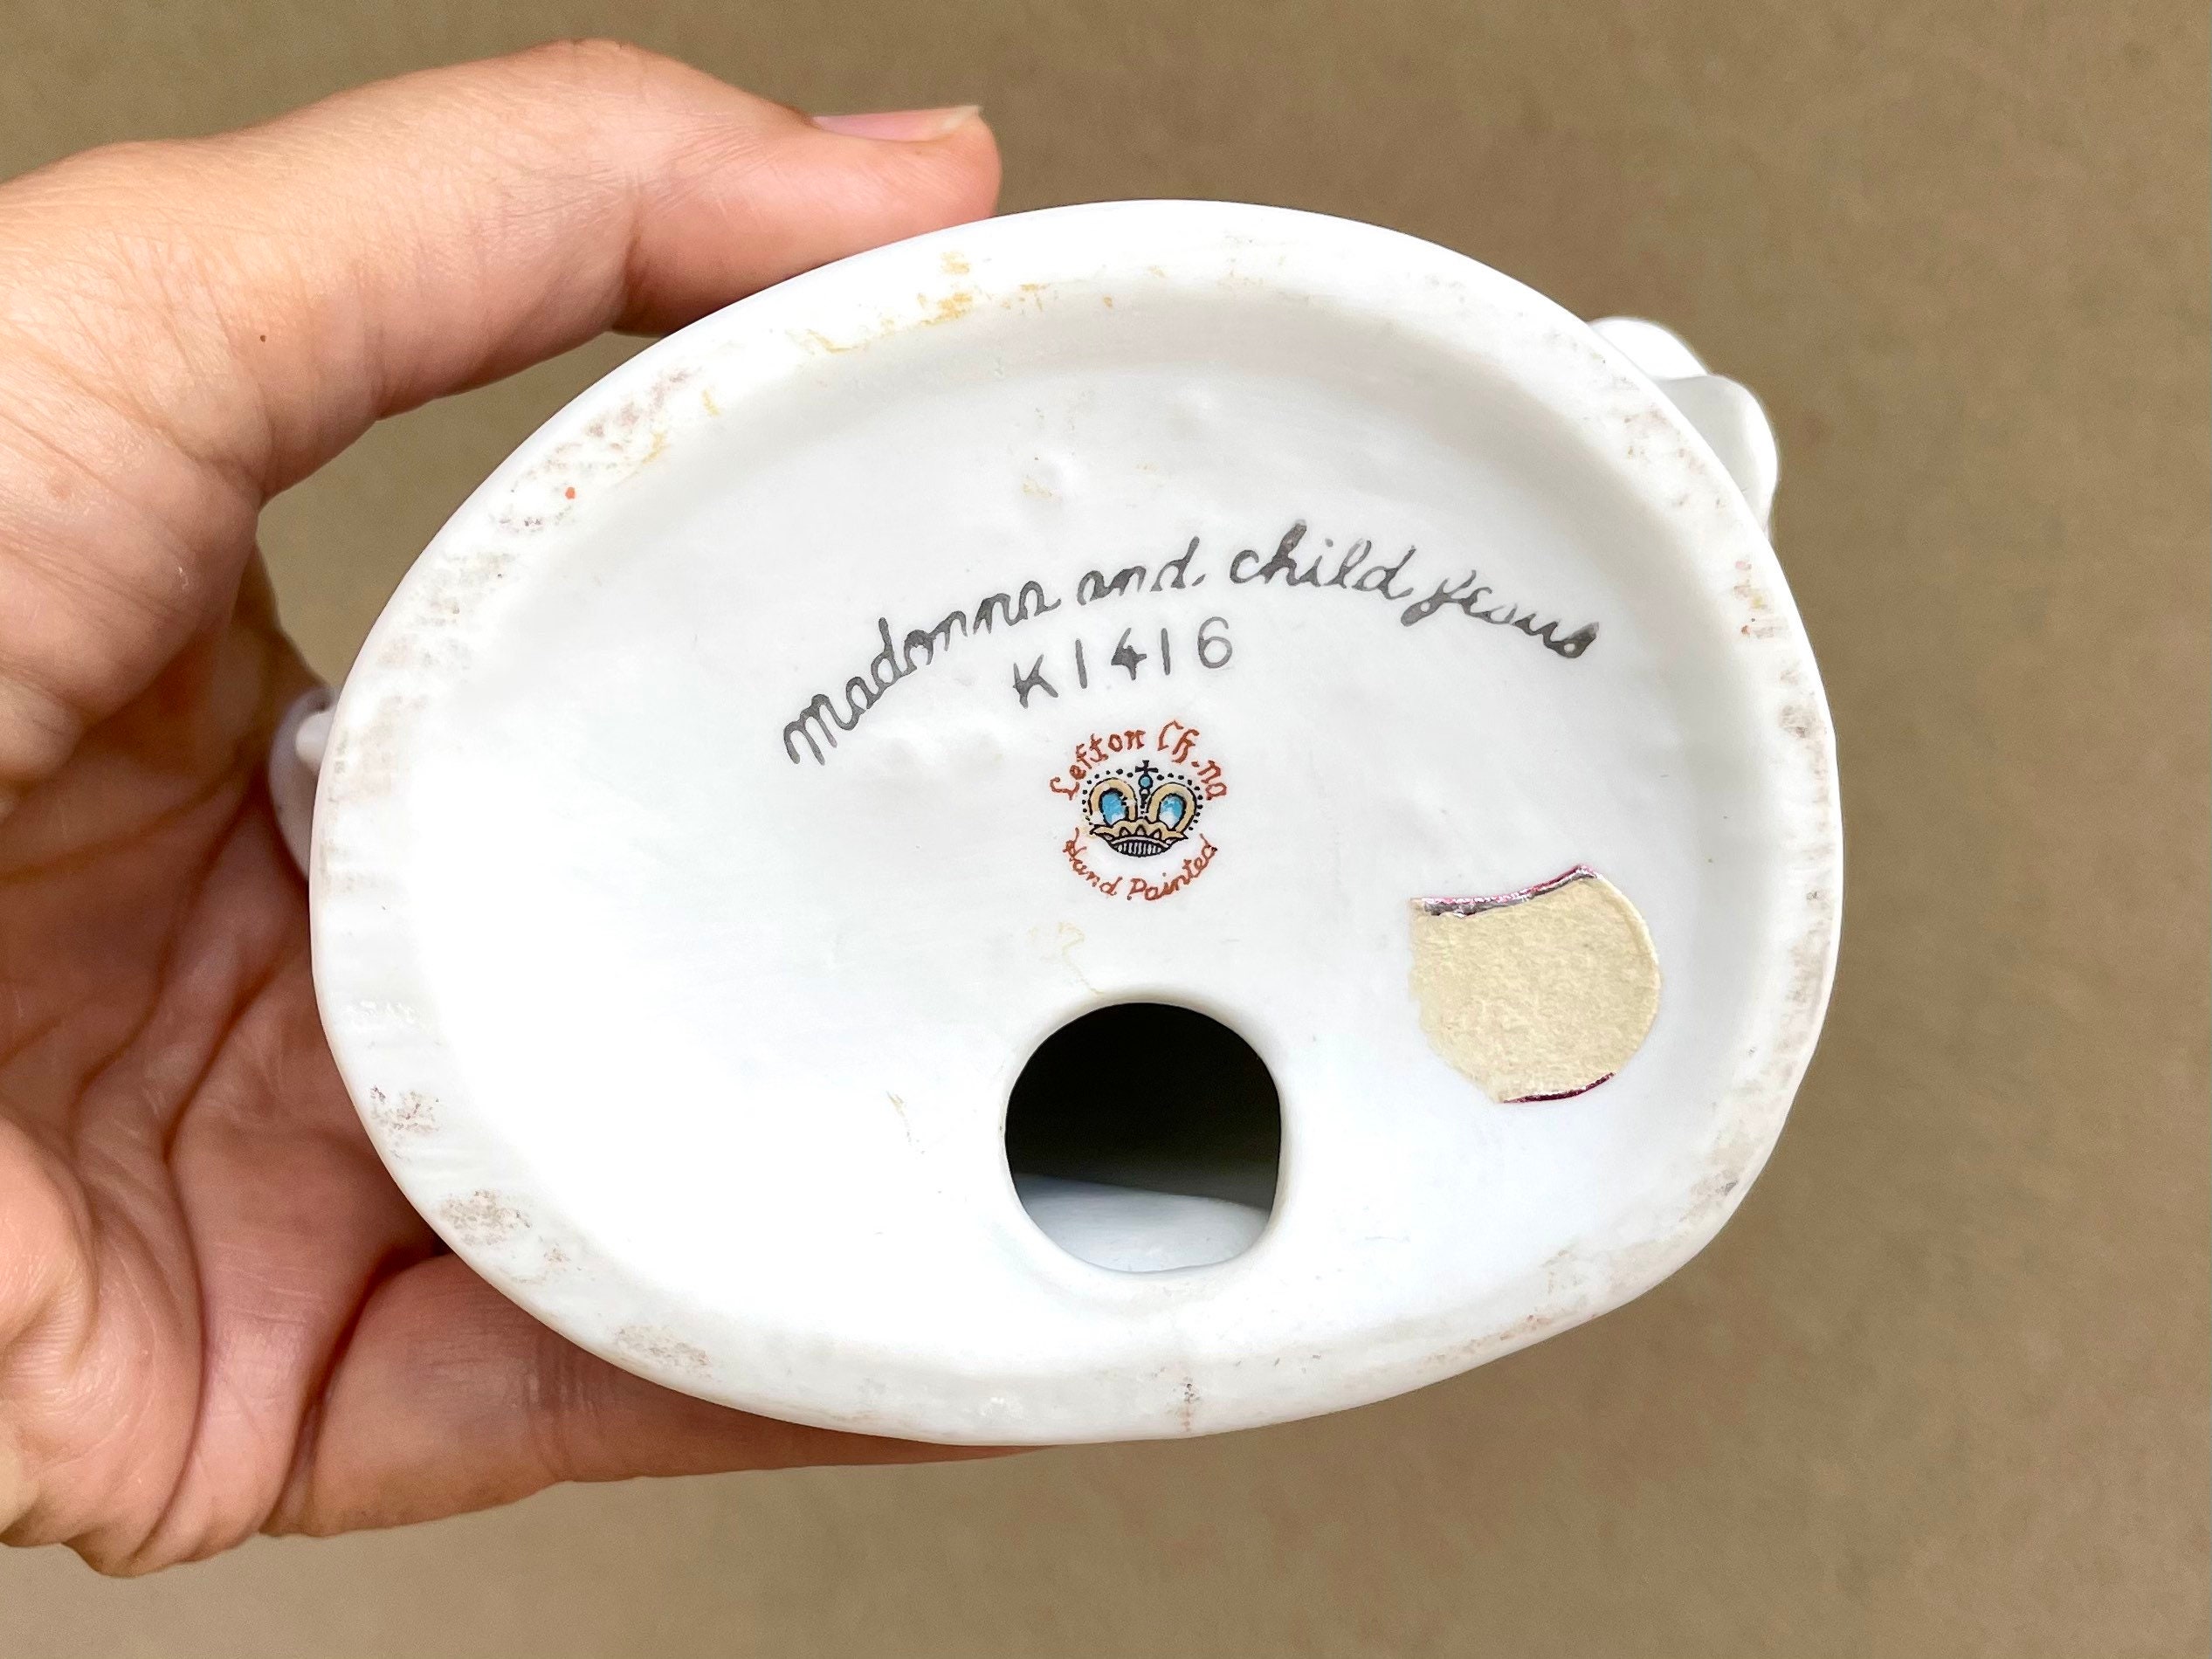 Madonna and child Jesus
K1416
Lefton China
Hand Painted